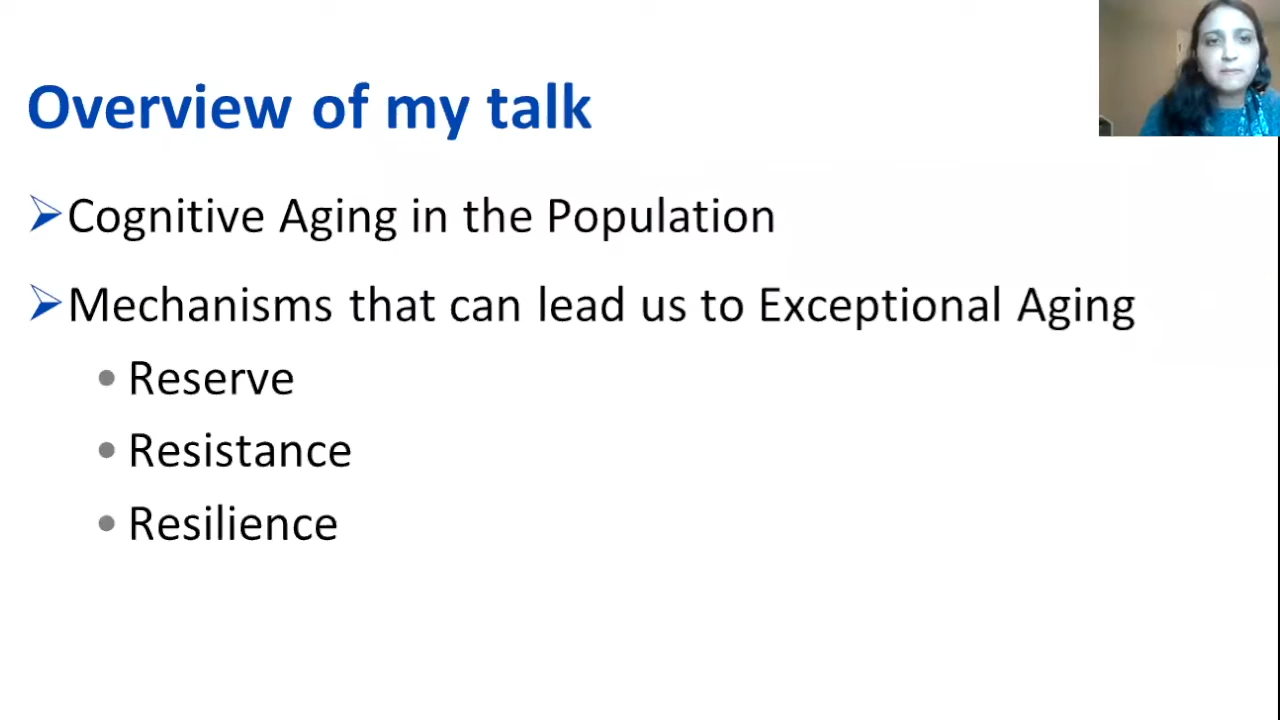 Overview of my talk
Cognitive Aging in the Population
Mechanisms that can lead us to Exceptional Aging
Reserve
Resistance
Resilience